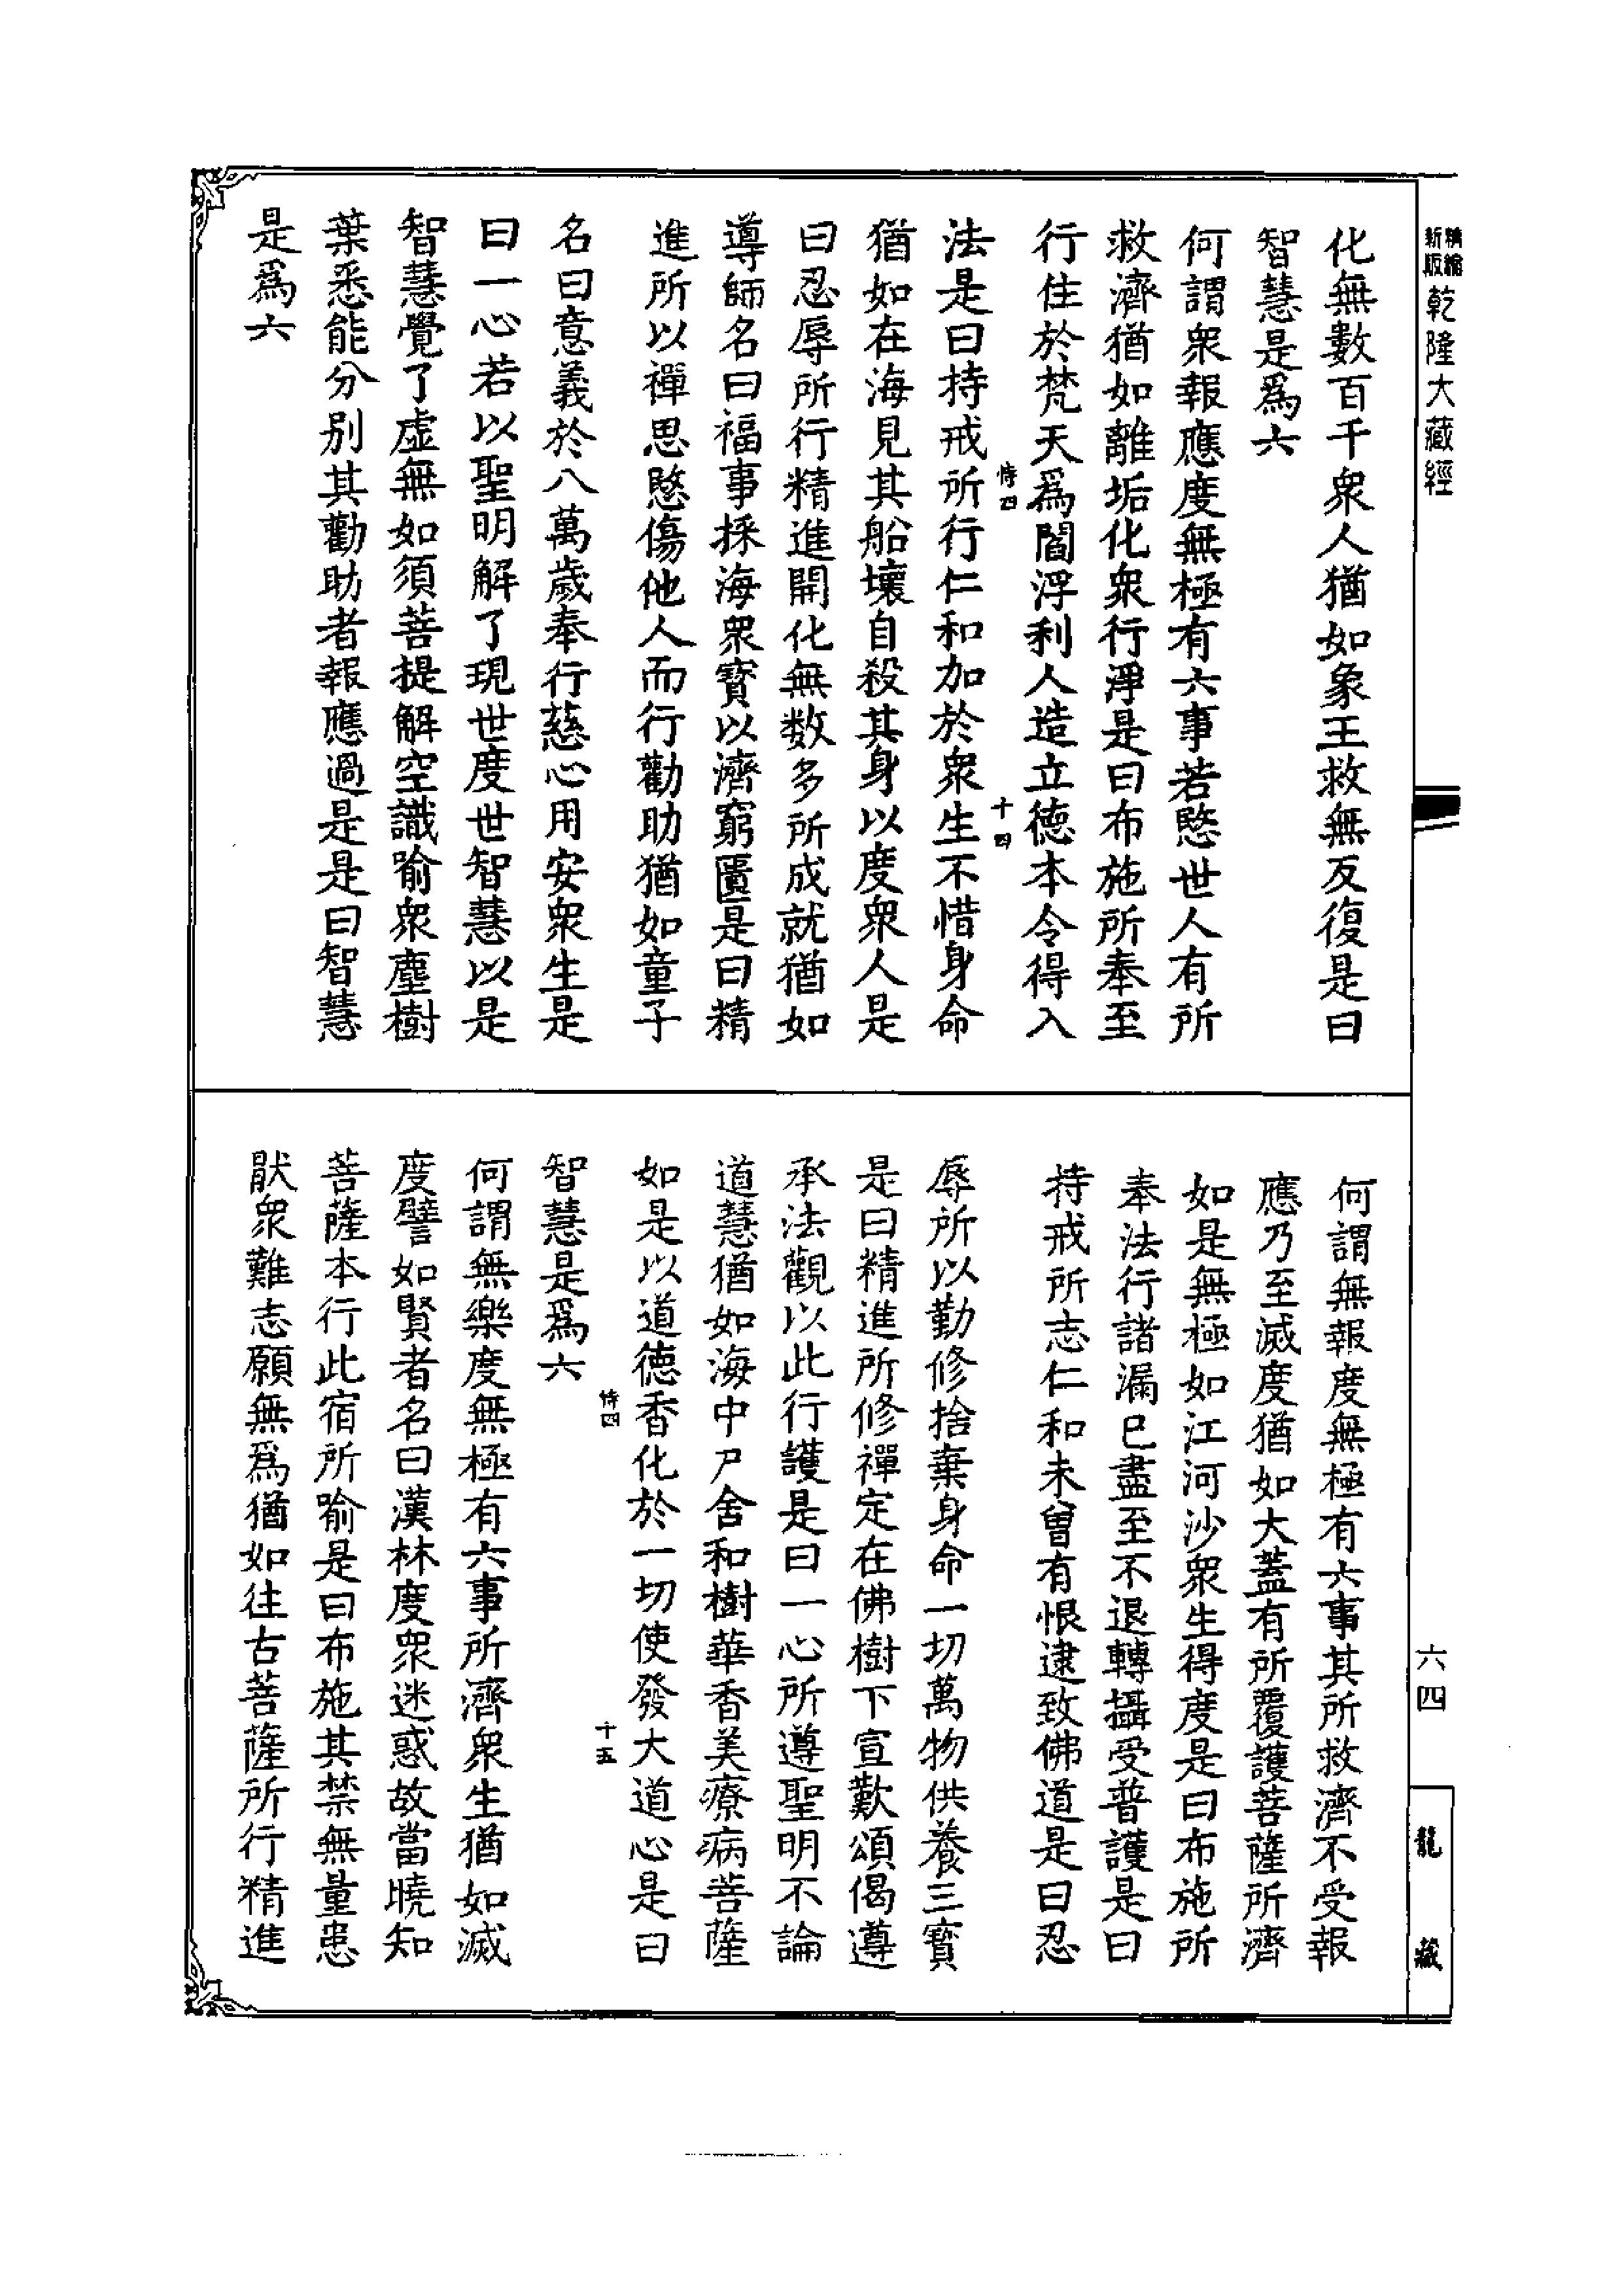 精縮新版乾隆大藏經
化無數百千衆人猶如象王救無反復是曰
智慧是爲六
何謂衆報應度無極有六事若愍世人有所
救濟猶如離垢化衆行淨是曰布施所奉至
行住於梵天爲閻浮利人造立德本令得入
法是曰持戒所行仁和加於衆生不惜身命
猶如在海見其船壞自殺其身以度衆人是
曰忍辱所行精進開化無数多所成就猶如
導師名曰福事採海衆寳以濟窮匱是曰精
進所以禪思愍傷他人而行勸助猶如童子
名曰意義於八萬歲奉行慈心用安衆生是
曰一心若以聖明解了現世度世智慧以是
智慧覺了虛無如須菩提解空識喻衆塵樹
葉悉能分別其勸助者報應過是是曰智慧
是爲六
何謂無報度無極有六事其所救濟不受報
應乃至滅度猶如大蓋有所覆護菩薩所濟
如是無極如江河沙衆生得度是曰布施所
奉法行諸漏已盡至不退轉攝受普護是曰
持戒所志仁和未曾有恨逮致佛道是曰忍
辱所以勤修捨棄身命一切萬物供養三寳
是曰精進所修禪定在佛樹下宣歎頌偈遵
承法觀以此行護是曰一心所遵聖明不論
道慧猶如海中尸舍和樹華香美療病菩薩
如是以道德香化於一切使發大道心是曰
智慧是爲六
何謂無樂度無極有六事所濟衆生猶如滅
度譬如賢者名曰漢林度衆迷惑故當曉知
菩薩本行此宿所喻是曰布施其禁無量患
猒衆難志願無爲猶如往古菩薩所行精進
十四
十五
六四
龍藏